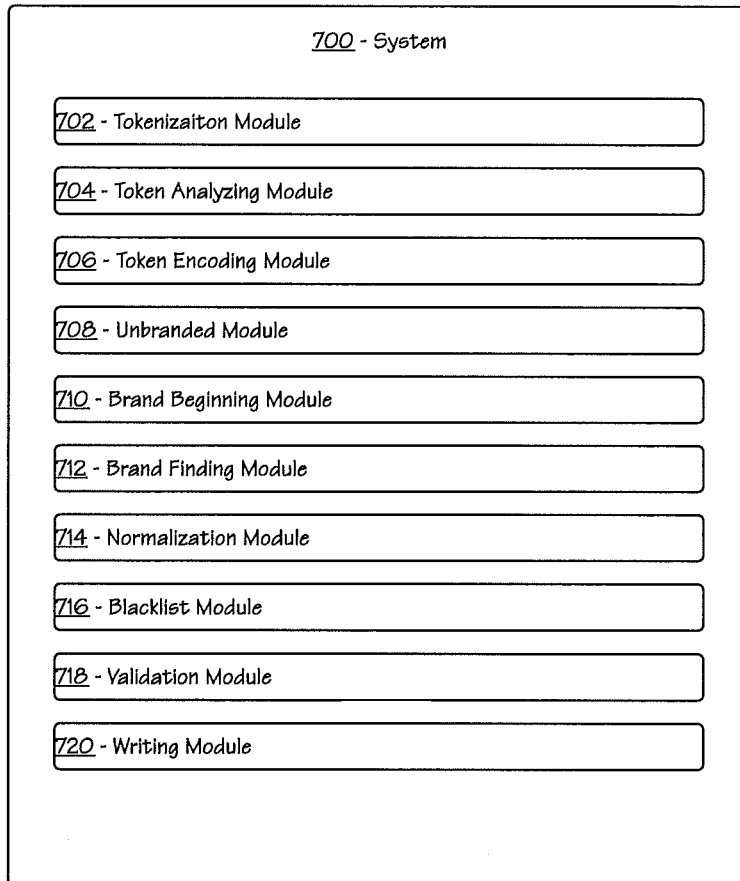 700 - System
702 - Tokenizaiton Module
704 - Token Analyzing Module
706 - Token Encoding Module
708 - Unbranded Module
710 - Brand Beginning Module
712 - Brand Finding Module
714 - Normalization Module
716 - Blacklist Module
718 - Validation Module
720 - Writing Module